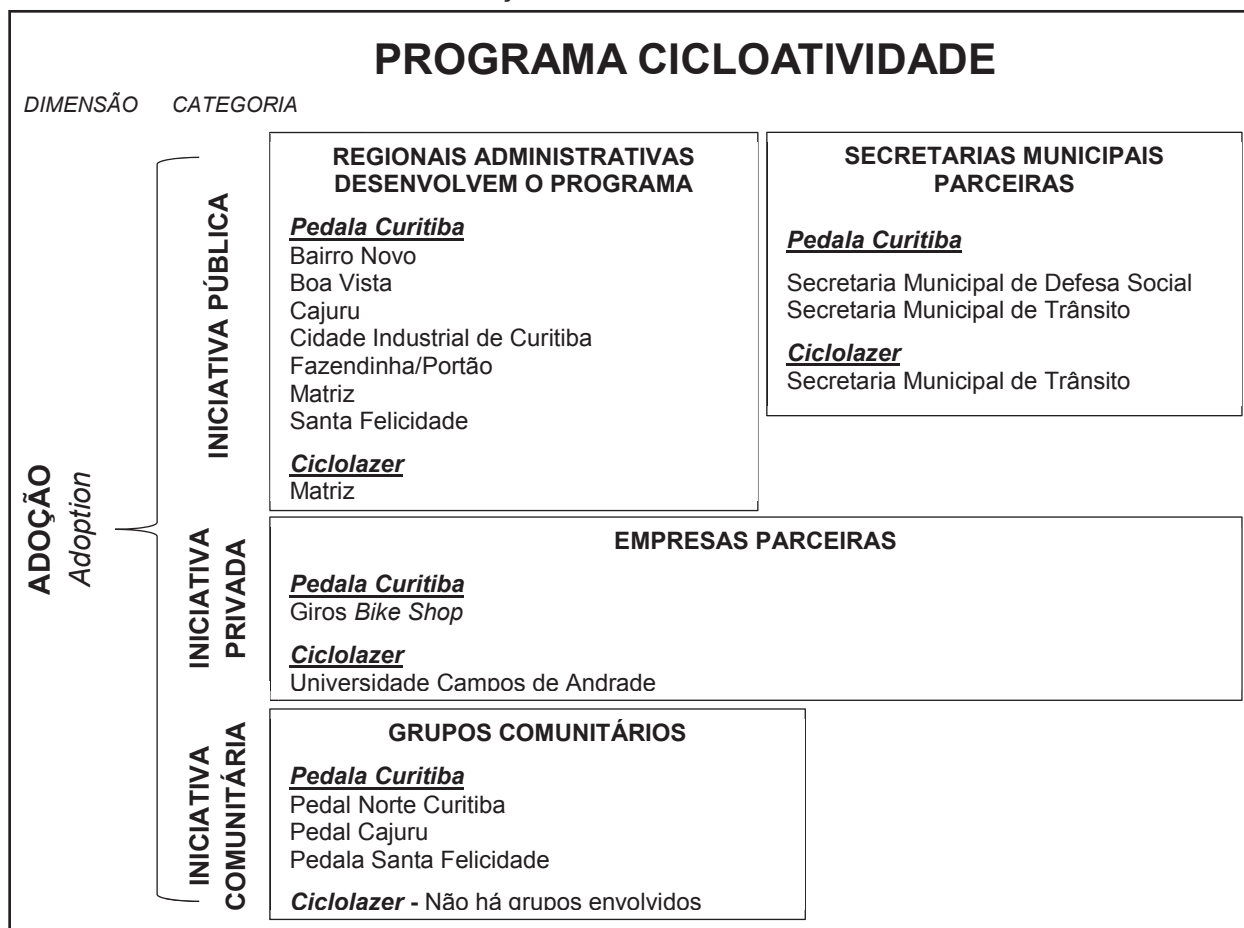 PROGRAMA CICLOATIVIDADE
DIMENSÃO CATEGORIA
ADOÇÃO
Adoption
INICIATIVA PÚBLICA
REGIONAIS ADMINISTRATIVAS
DESENVOLVEM O PROGRAMA
Pedala Curitiba
Bairro Novo
Boa Vista
Cajuru
Cidade Industrial de Curitiba
Fazendinha/Portão
Matriz
Santa Felicidade
Ciclolazer
Matriz
SECRETARIAS MUNICIPAIS
PARCEIRAS
Pedala Curitiba
Secretaria Municipal de Defesa Social
Secretaria Municipal de Trânsito
Ciclolazer
Secretaria Municipal de Trânsito
INICIATIVA
PRIVADA
EMPRESAS PARCEIRAS
Pedala Curitiba
Giros Bike Shop
Ciclolazer
Universidade Campos de Andrade
INICIATIVA
COMUNITÁRIA
GRUPOS COMUNITÁRIOS
Pedala Curitiba
Pedal Norte Curitiba
Pedal Cajuru
Pedala Santa Felicidade
Ciclolazer - Não há grupos envolvidos